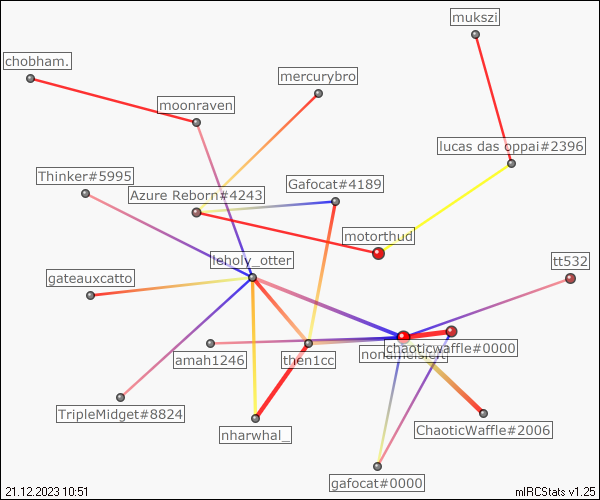 mukszi
chobham.
mercurybro
moonraven
lucas das oppai#2396
Thinker#5995
Gafocat#4189
Azure Reborn#4243
motorthud
leholy_otter
tt532
gateauxcatto
chaoticwaffle#0000
amah1246
then1cc
TripleMidget#8824
nharwhal_
ChaoticWaffle#2006
gafocat#0000
21.12.2023 10:51
mIRCStats v1.25